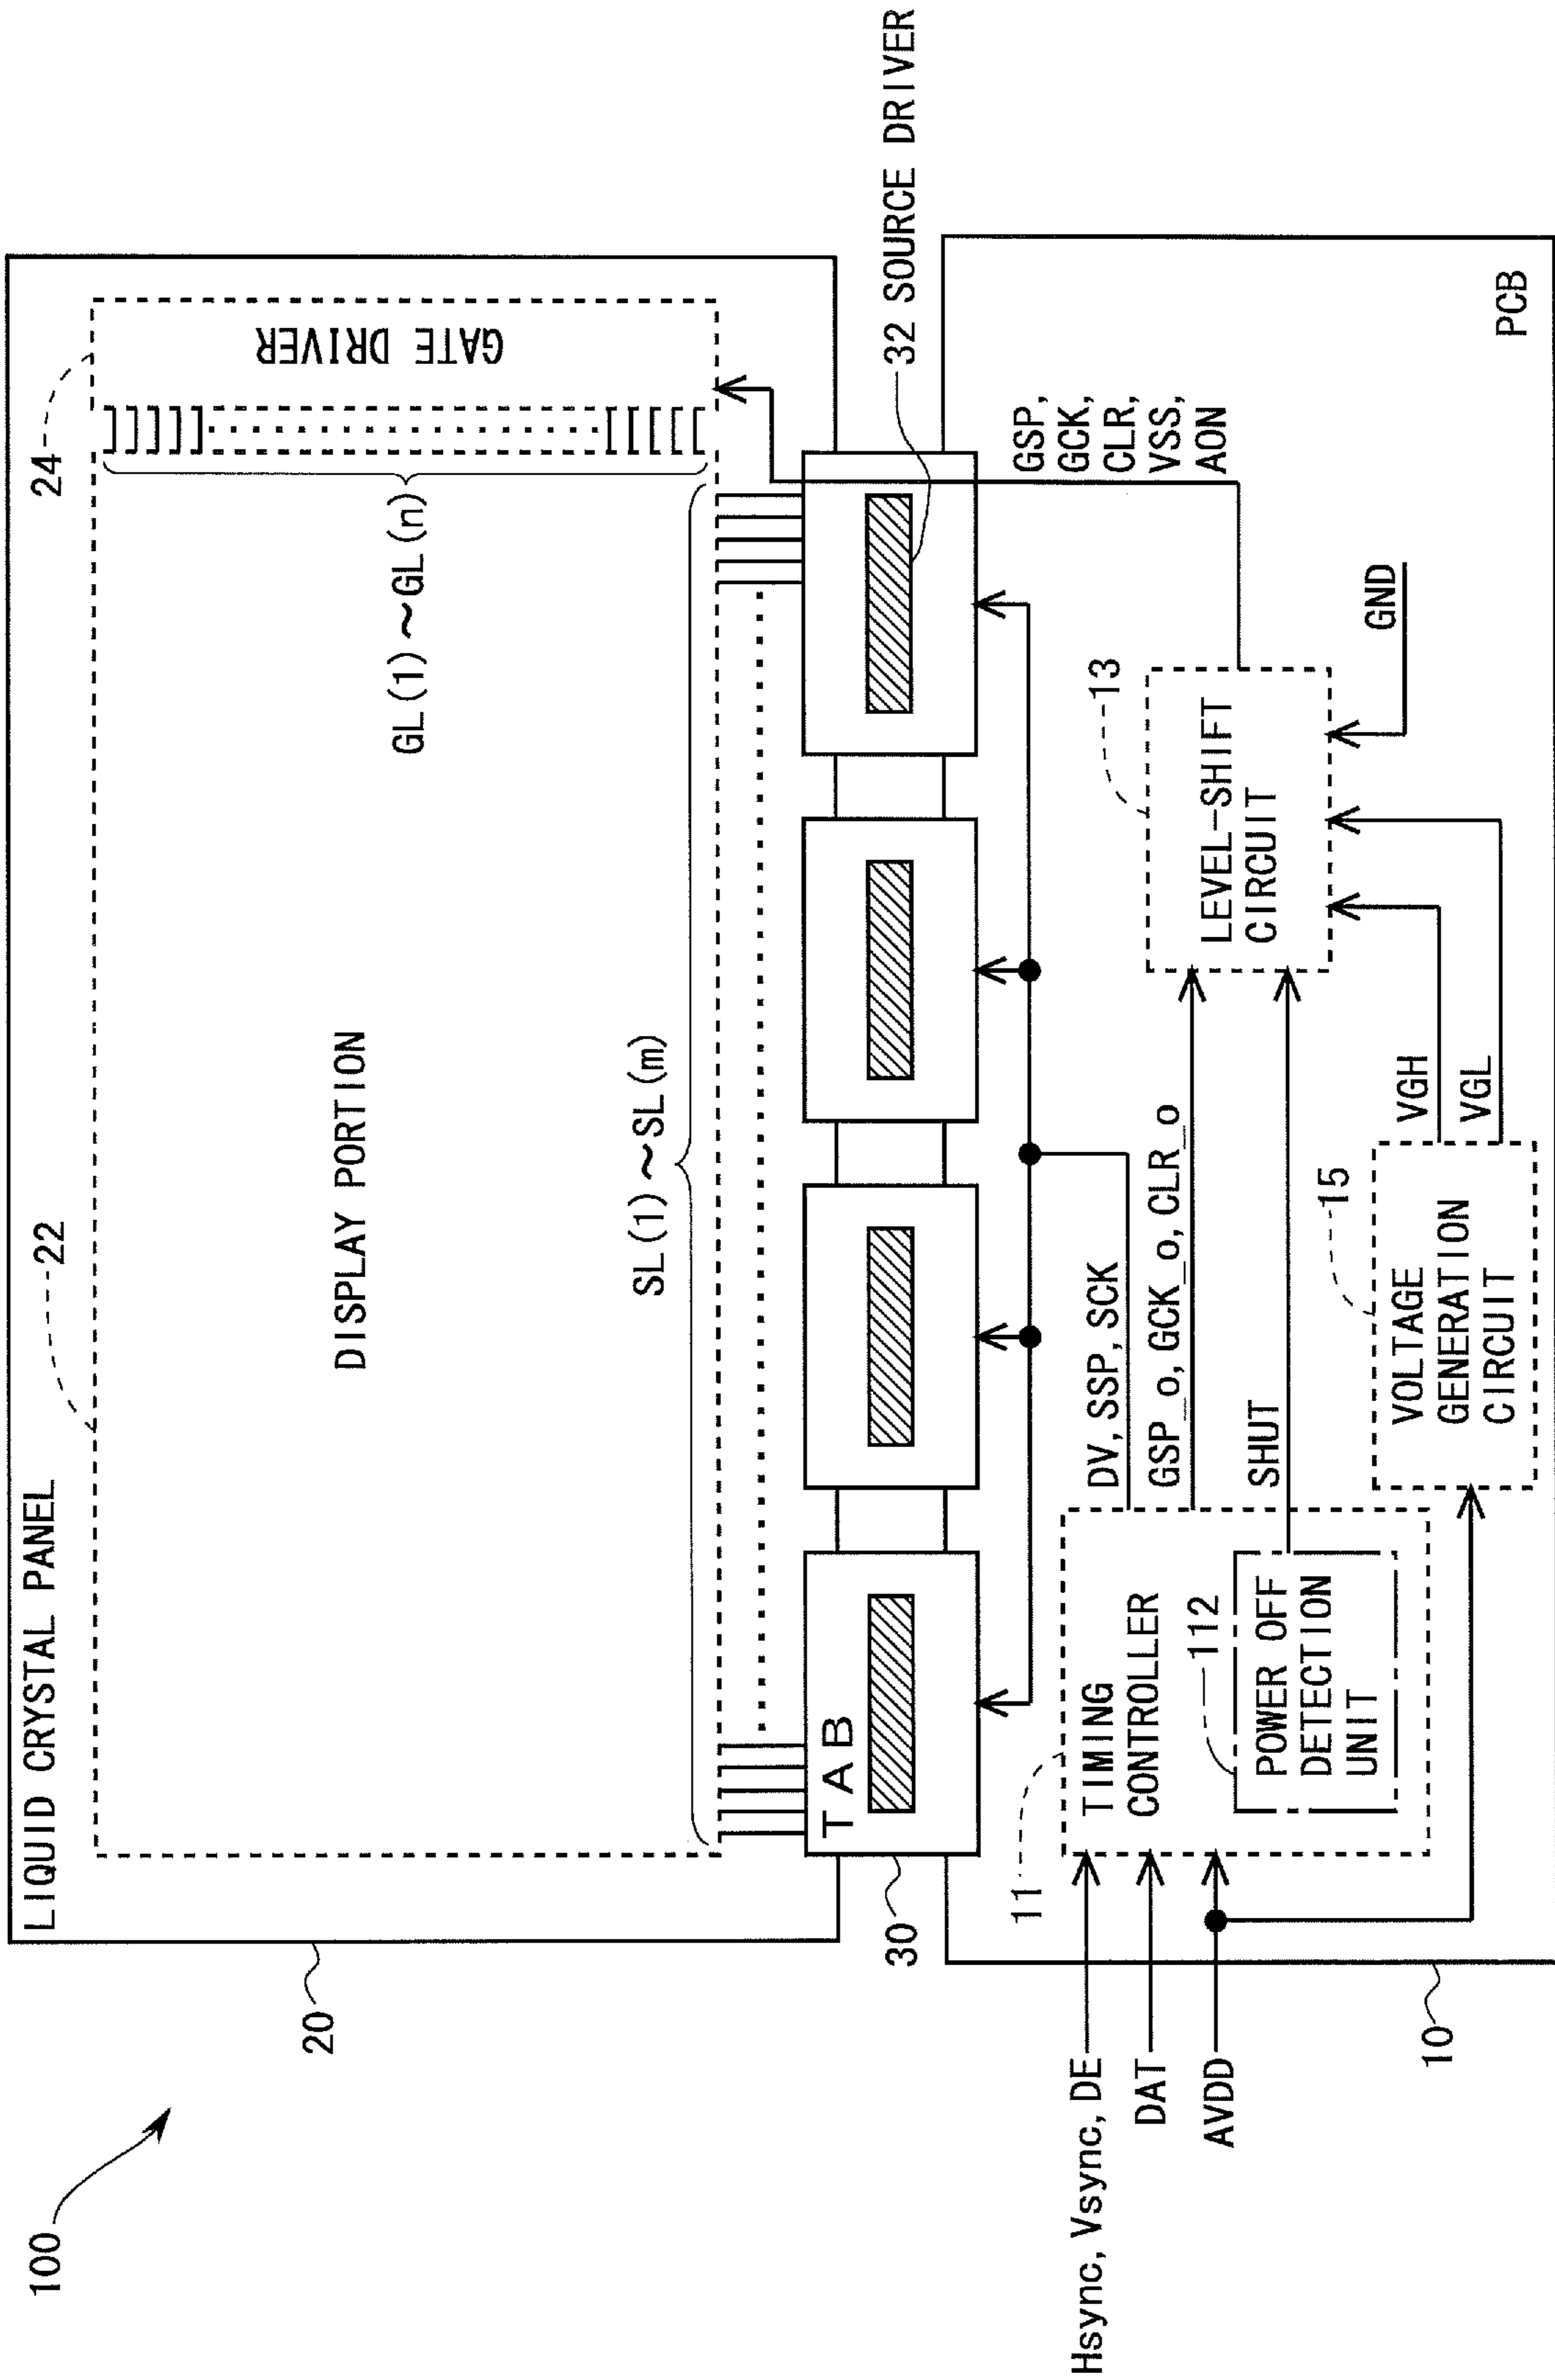 100
LIQUID CRYSTAL PANEL
20
22
24
DISPLAY PORTION
GATE DRIVER
GL(1)~GL(n)
SL(1)~SL(m)
TAB
30
32 SOURCE DRIVER
DV, SSP, SCK
GSP_o, GCK_o, CLR_o
SHUT
GSP,
GCK,
CLR,
VSS,
AON
11
TIMING
CONTROLLER
112
POWER OFF
DETECTION
UNIT
13
LEVEL-SHIFT
CIRCUIT
GND
15
VOLTAGE
GENERATION
CIRCUIT
VGH
VGL
Hsync, Vsync, DE
DAT
AVDD
10
PCB